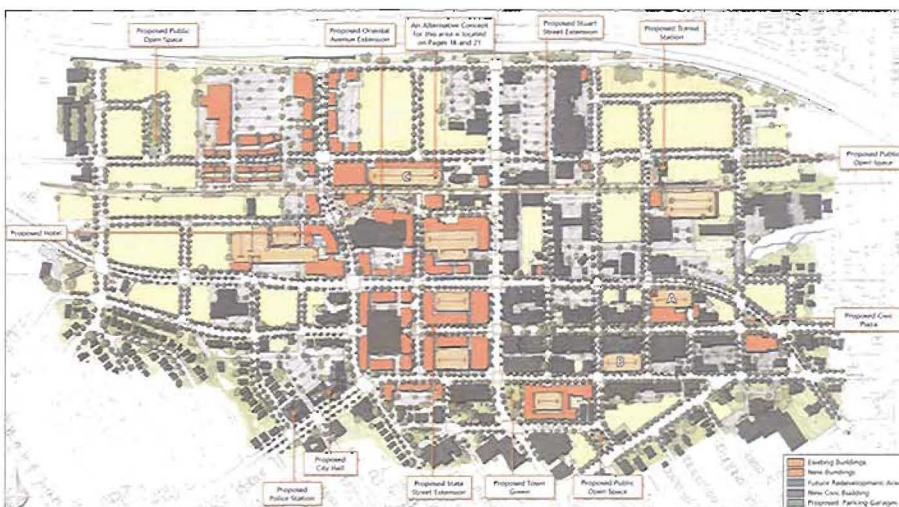 Proposed Public
Open Space
Proposed Oriental
Avenue Extension
An Alternative Concept
for this area is located
on Pages 18 and 21
Proposed Stuart
Street Extension
Proposed Transit
Station
Proposed Public
Open Space
Proposed Hotel
C
A
B
Proposed Civic
Plaza
Proposed
City Hall
Proposed
Police Station
Proposed State
Street Extension
Proposed Town
Green
Proposed Public
Open Space
Existing Buildings
New Buildings
Future Redevelopment Area
New Civic Building
Proposed Parking Garages